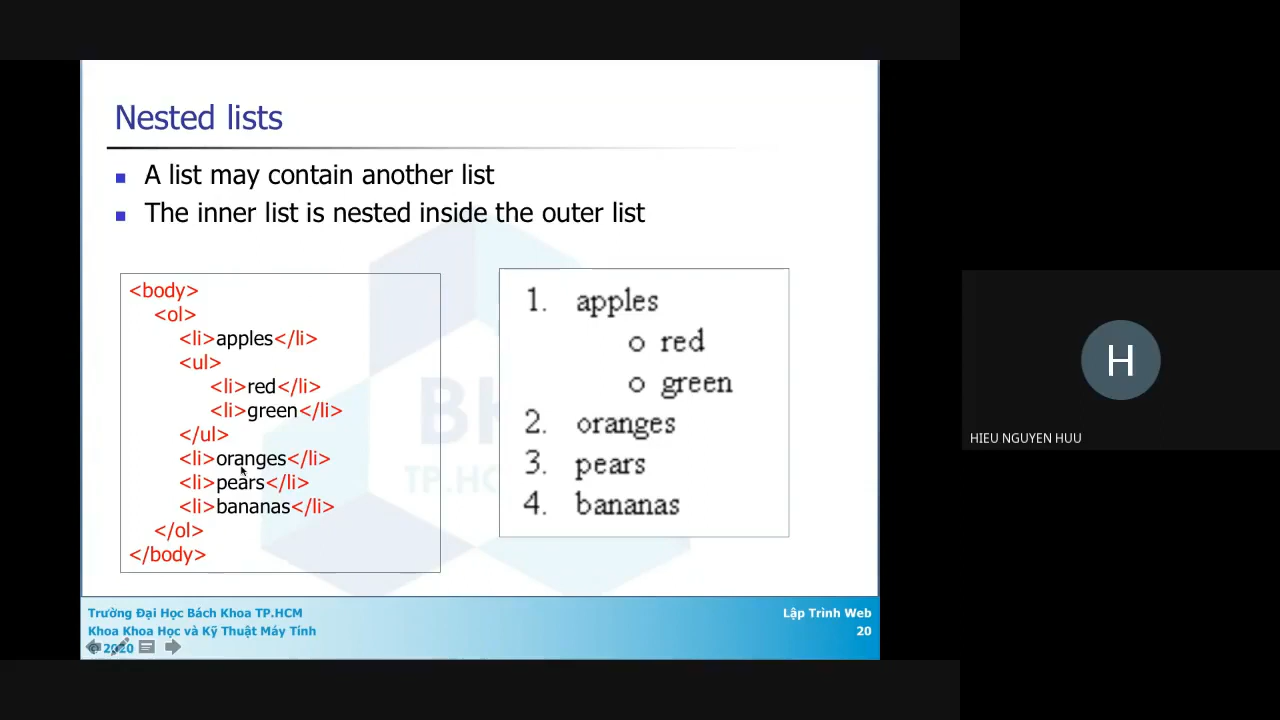 Nested lists
A list may contain another list
The inner list is nested inside the outer list
<body>
<ol>
<li>apples</li>
<ul>
<li>red</li>
<li>green</li>
</ul>
<li>oranges</li>
<li>pears</li>
<li>bananas</li>
</ol>
</body>
1. apples
o red
o green
2. oranges
3. pears
4. bananas
BK
TP.HC
Trường Đại Học Bách Khoa TP.HCM
Khoa Khoa Học và Kỹ Thuật Máy Tính
© 2020
Lập Trình Web
20
H
HIEU NGUYEN HUU